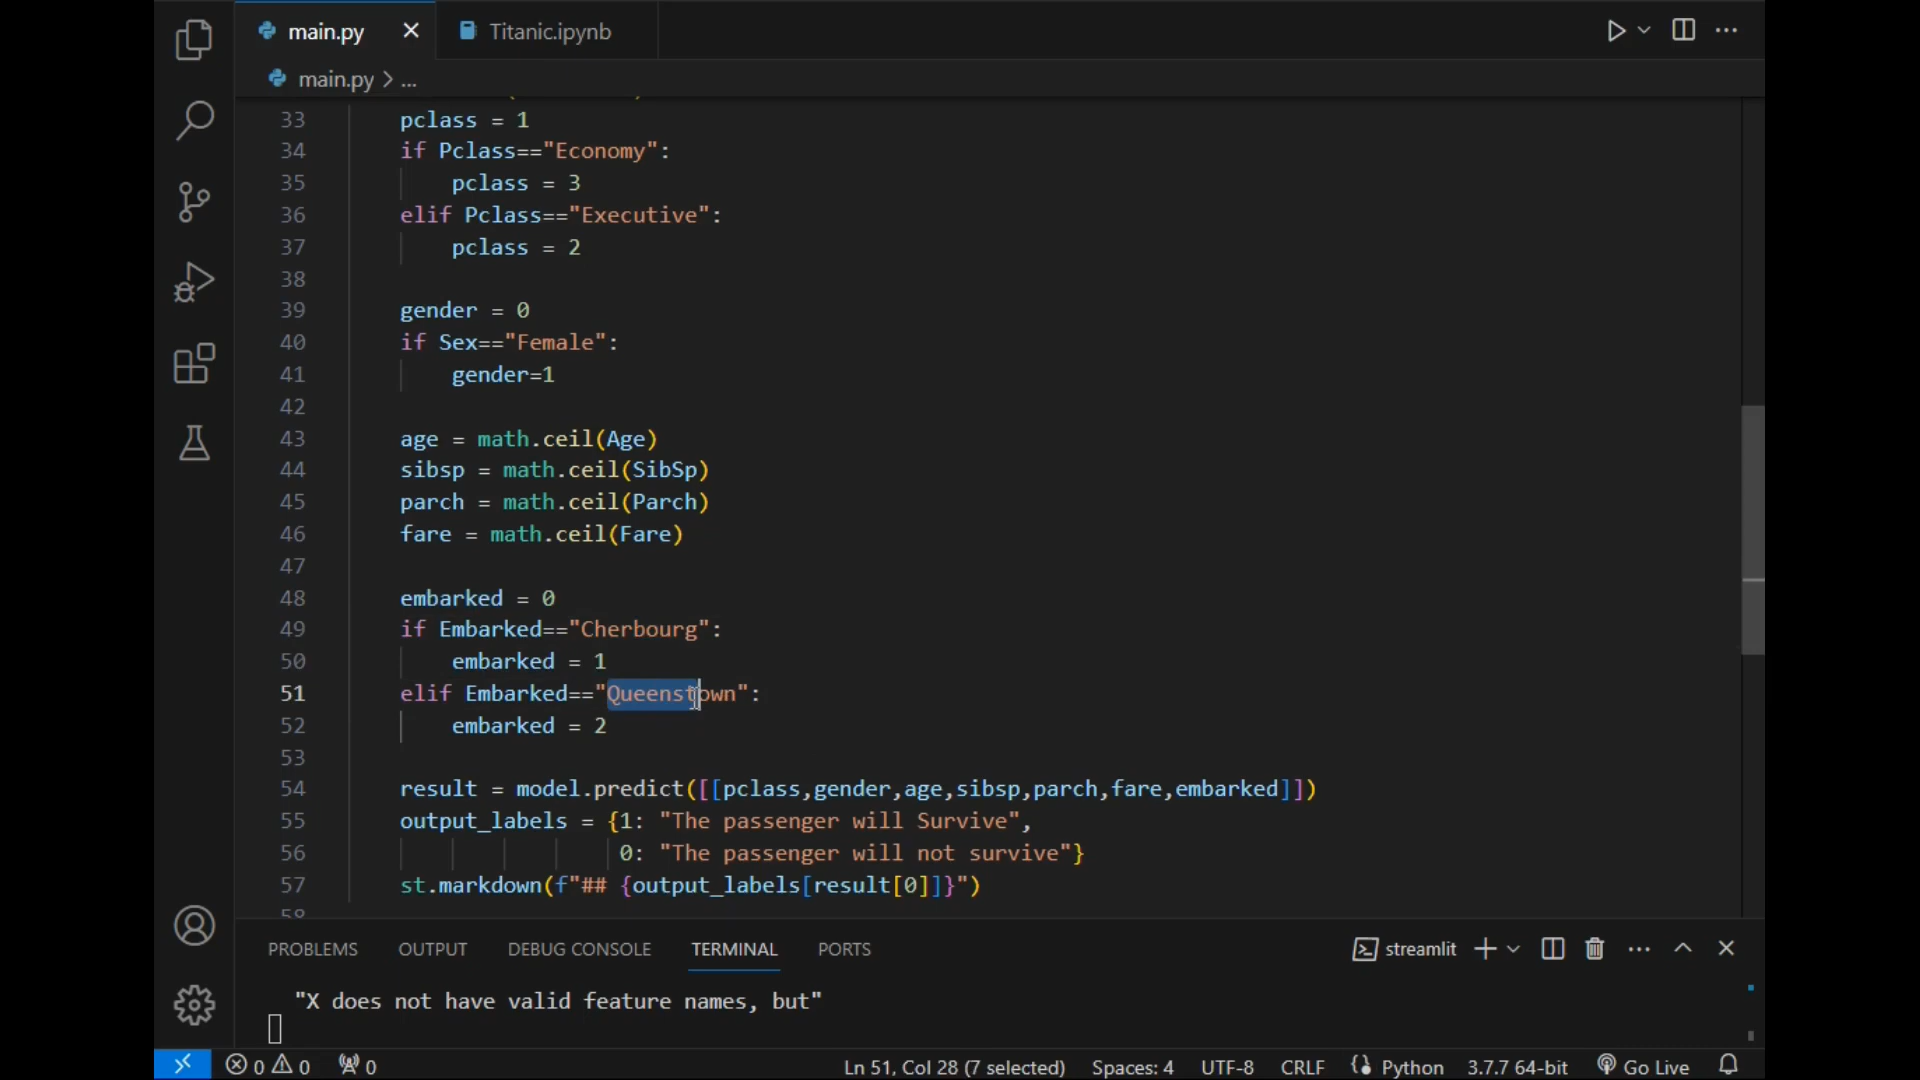 main.py
Titanic.ipynb
main.py > ...
33 pclass = 1
34 if Pclass=="Economy":
35 pclass = 3
36 elif Pclass=="Executive":
37 pclass = 2
38
39 gender = 0
40 if Sex=="Female":
41 gender=1
42
43 age = math.ceil(Age)
44 sibsp = math.ceil(SibSp)
45 parch = math.ceil(Parch)
46 fare = math.ceil(Fare)
47
48 embarked = 0
49 if Embarked=="Cherbourg":
50 embarked = 1
51 elif Embarked=="Queenstown":
52 embarked = 2
53
54 result = model.predict([[pclass,gender,age,sibsp,parch,fare,embarked]])
55 output_labels = {1: "The passenger will Survive",
56 0: "The passenger will not survive"}
57 st.markdown(f"## {output_labels[result[0]]}")
58
PROBLEMS OUTPUT DEBUG CONSOLE TERMINAL PORTS streamlit
"X does not have valid feature names, but"
0 0 0 Ln 51, Col 28 (7 selected) Spaces: 4 UTF-8 CRLF Python 3.7.7 64-bit Go Live